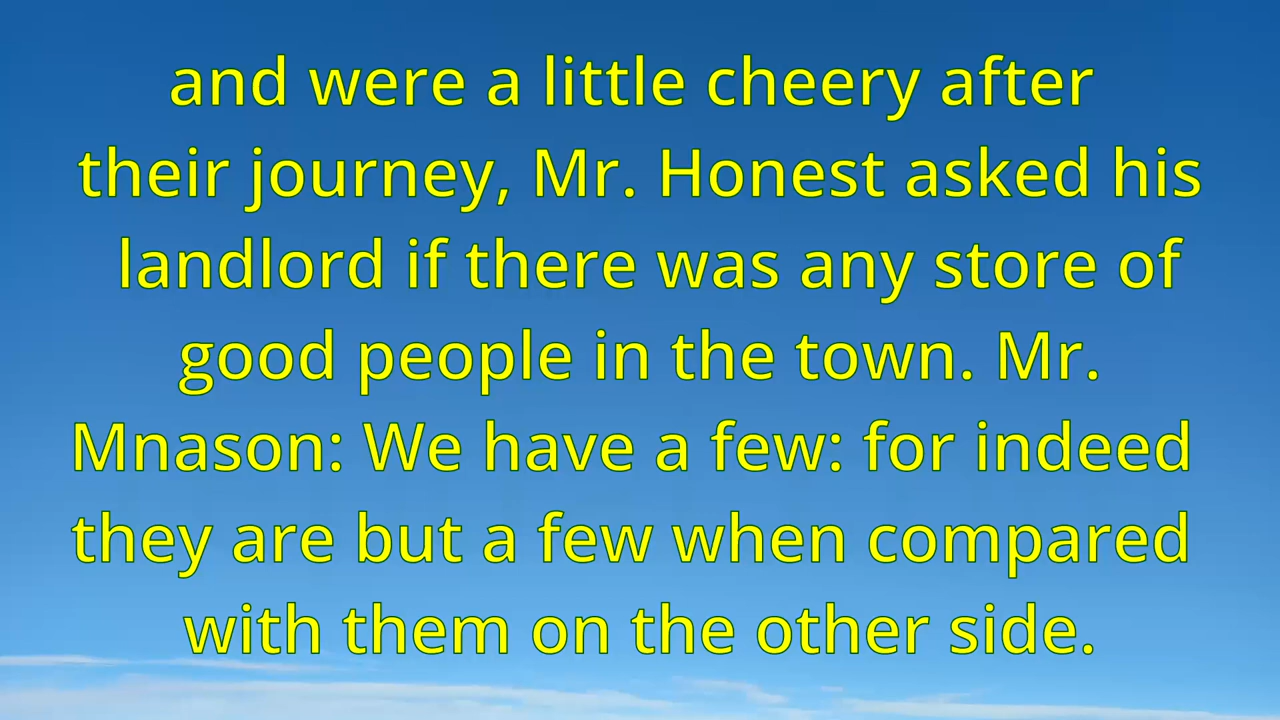 and were a little cheery after
their journey, Mr. Honest asked his
landlord if there was any store of
good people in the town. Mr.
Mnason: We have a few: for indeed
they are but a few when compared
with them on the other side.